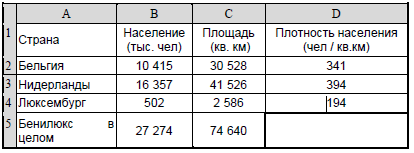 A B C D
1 Страна Население (тыс. чел) Площадь (кв. км) Плотность населения (чел / кв.км)
2 Бельгия 10 415 30 528 341
3 Нидерланды 16 357 41 526 394
4 Люксембург 502 2 586 194
5 Бенилюкс в целом 27 274 74 640